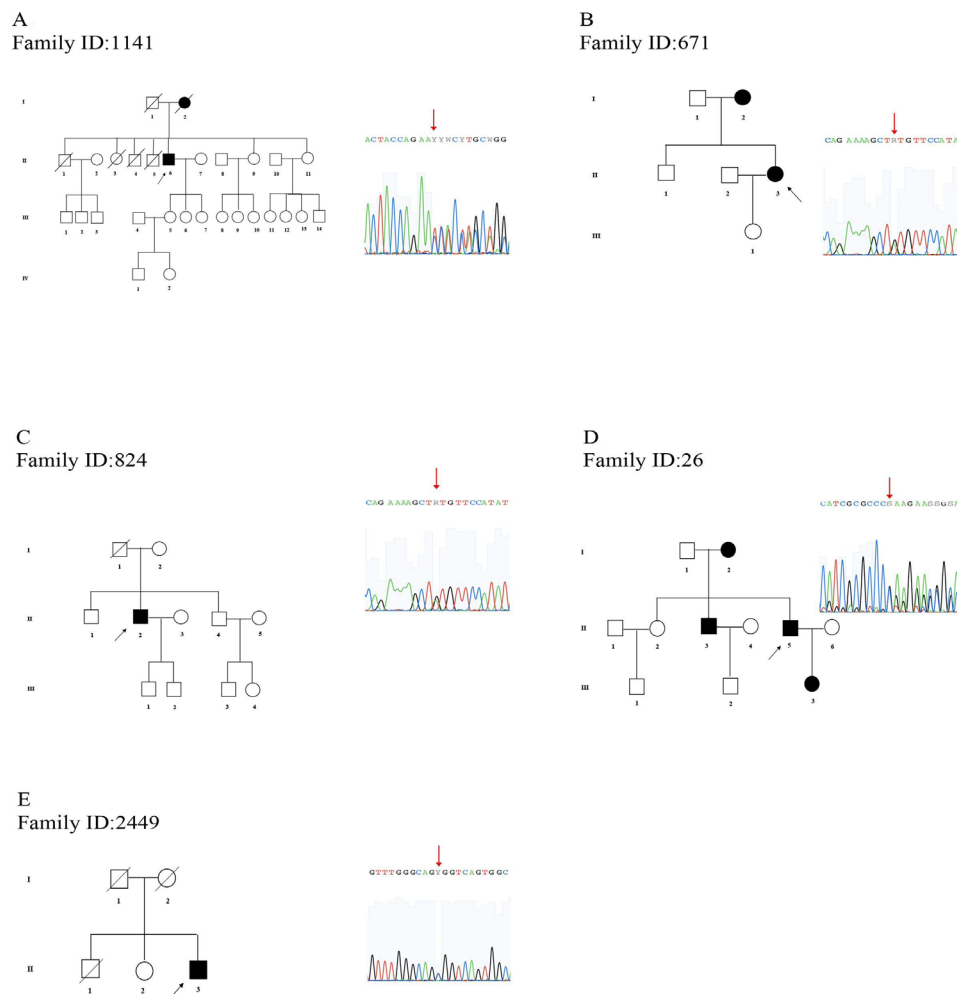 A
Family ID:1141
I
1 2
ACTACCAGAAYYWCYTGCWGG
II
1 2 3 4 5 6 7 8 9 10 11
III
1 2 3 4 5 6 7 8 9 10 11 12 13 14
IV
1 2
B
Family ID:671
I
1 2
CAGAAAAGCTRTGTTCCATA
II
1 2 3
III
1
C
Family ID:824
CAGAAAAGCTRTGTTCCATAT
I
1 2
II
1 2 3 4 5
III
1 2 3 4
D
Family ID:26
CATCGCGCCCSAAGAASSGSA
I
1 2
II
1 2 3 4 5 6
III
1 2 3
E
Family ID:2449
GTTTGGGCAGYGGTCAGTGGC
I
1 2
II
1 2 3